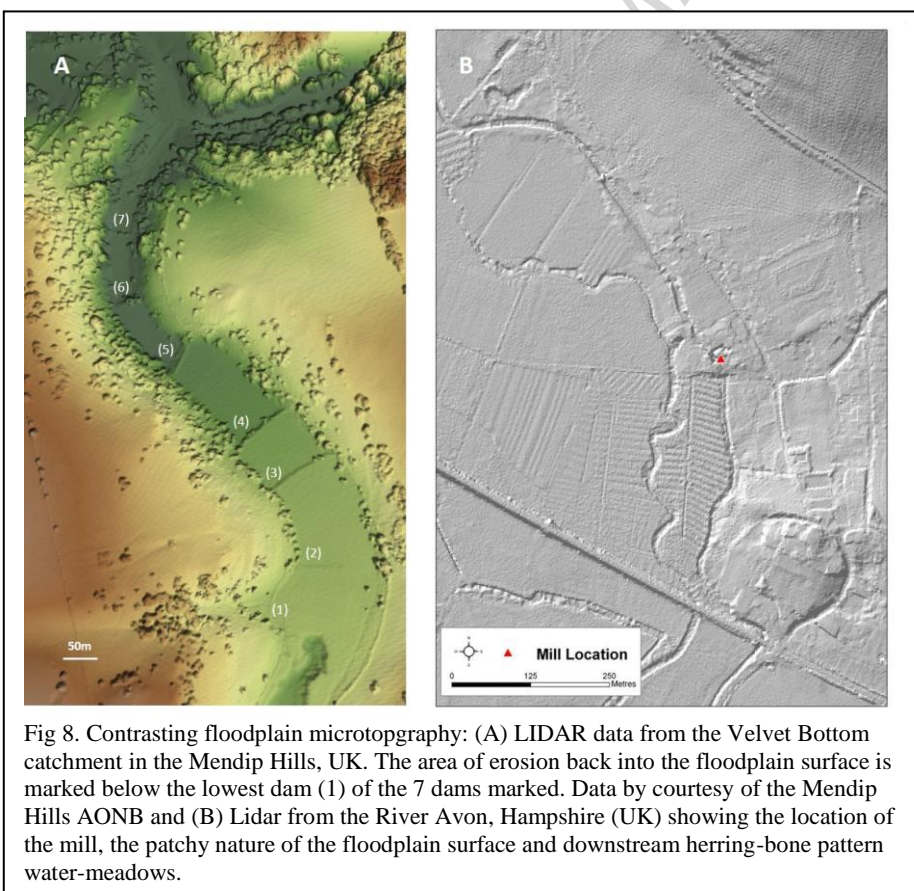 A
B
(7)
(6)
(5)
(4)
(3)
(2)
(1)
50m
Mill Location
0 125 250
Metres
Fig 8. Contrasting floodplain microtopgraphy: (A) LIDAR data from the Velvet Bottom
catchment in the Mendip Hills, UK. The area of erosion back into the floodplain surface is
marked below the lowest dam (1) of the 7 dams marked. Data by courtesy of the Mendip
Hills AONB and (B) Lidar from the River Avon, Hampshire (UK) showing the location of
the mill, the patchy nature of the floodplain surface and downstream herring-bone pattern
water-meadows.